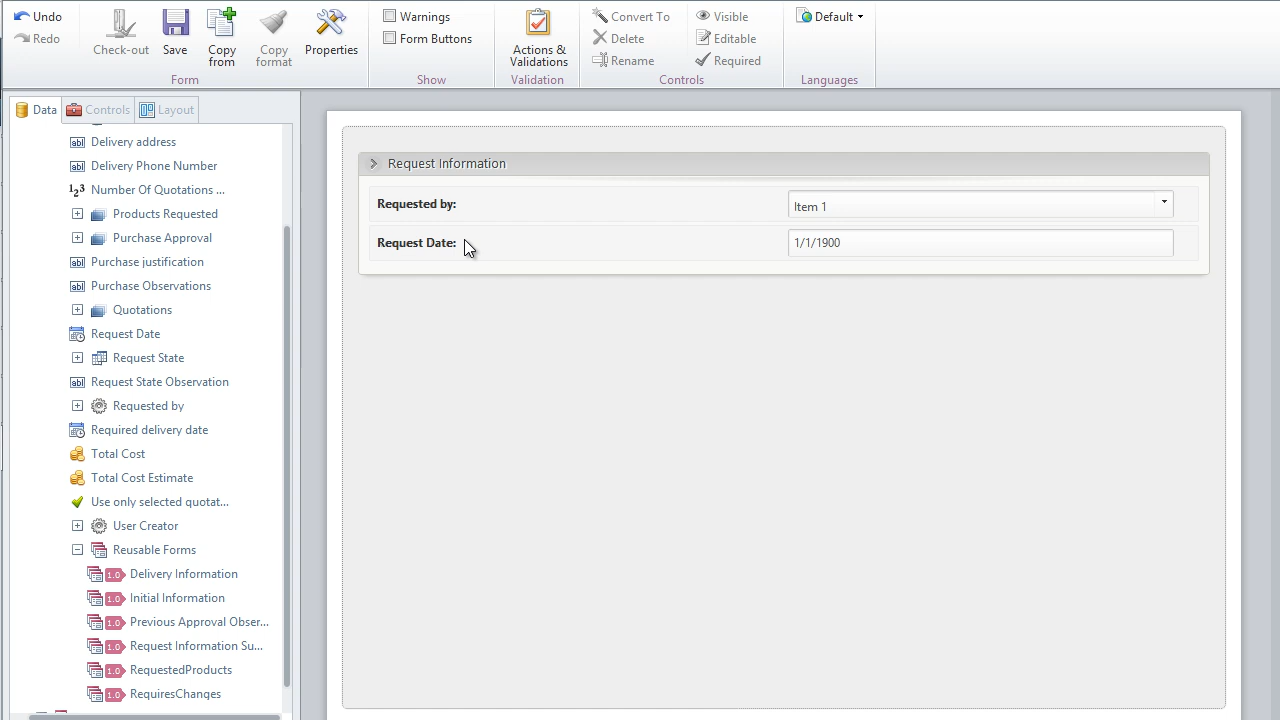 Undo
Redo
Check-out
Save
Copy from
Copy format
Properties
Form
Warnings
Form Buttons
Show
Actions & Validations
Validation
Convert To
Delete
Rename
Visible
Editable
Required
Controls
Default
Languages
Data
Controls
Layout
Delivery address
Delivery Phone Number
123 Number Of Quotations ...
Products Requested
Purchase Approval
Purchase justification
Purchase Observations
Quotations
Request Date
Request State
Request State Observation
Requested by
Required delivery date
Total Cost
Total Cost Estimate
Use only selected quotat...
User Creator
Reusable Forms
1.0 Delivery Information
1.0 Initial Information
1.0 Previous Approval Obser...
1.0 Request Information Su...
1.0 RequestedProducts
1.0 RequiresChanges
Request Information
Requested by:
Item 1
Request Date:
1/1/1900